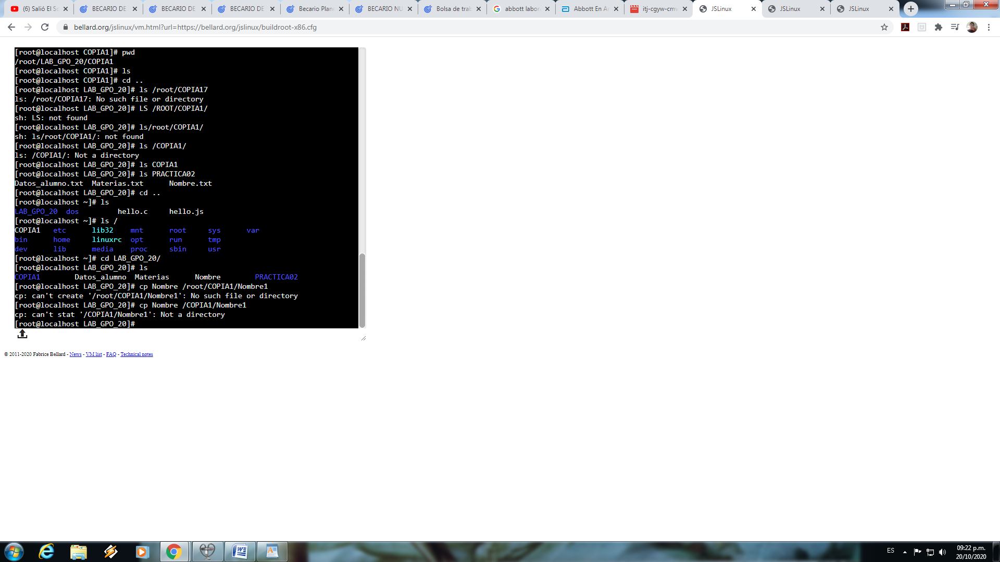 (6) Salió El So
BECARIO DE
BECARIO DE
BECARIO DE
Becario Plan
BECARIO NU
Bolsa de trab
abbott labor
Abbott En Ar
itj-cgyw-cmv
JSLinux
JSLinux
JSLinux
bellard.org/jslinux/vm.html?url=https://bellard.org/jslinux/buildroot-x86.cfg
[root@localhost COPIA1]# pwd
/root/LAB_GPO_20/COPIA1
[root@localhost COPIA1]# ls
[root@localhost COPIA1]# cd ..
[root@localhost LAB_GPO_20]# ls /root/COPIA17
ls: /root/COPIA17: No such file or directory
[root@localhost LAB_GPO_20]# LS /ROOT/COPIA1/
sh: LS: not found
[root@localhost LAB_GPO_20]# ls/root/COPIA1/
sh: ls/root/COPIA1/: not found
[root@localhost LAB_GPO_20]# ls /COPIA1/
ls: /COPIA1/: Not a directory
[root@localhost LAB_GPO_20]# ls COPIA1
[root@localhost LAB_GPO_20]# ls PRACTICA02
Datos_alumno.txt  Materias.txt      Nombre.txt
[root@localhost LAB_GPO_20]# cd ..
[root@localhost ~]# ls
LAB_GPO_20  dos         hello.c     hello.js
[root@localhost ~]# ls /
COPIA1   etc      lib32    mnt      root     sys      var
bin      home     linuxrc  opt      run      tmp
dev      lib      media    proc     sbin     usr
[root@localhost ~]# cd LAB_GPO_20/
[root@localhost LAB_GPO_20]# ls
COPIA1        Datos_alumno  Materias      Nombre        PRACTICA02
[root@localhost LAB_GPO_20]# cp Nombre /root/COPIA1/Nombre1
cp: can't create '/root/COPIA1/Nombre1': No such file or directory
[root@localhost LAB_GPO_20]# cp Nombre /COPIA1/Nombre1
cp: can't stat '/COPIA1/Nombre1': Not a directory
[root@localhost LAB_GPO_20]#
© 2011-2020 Fabrice Bellard - News - VM list - FAQ - Technical notes
ES
09:22 p.m.
20/10/2020